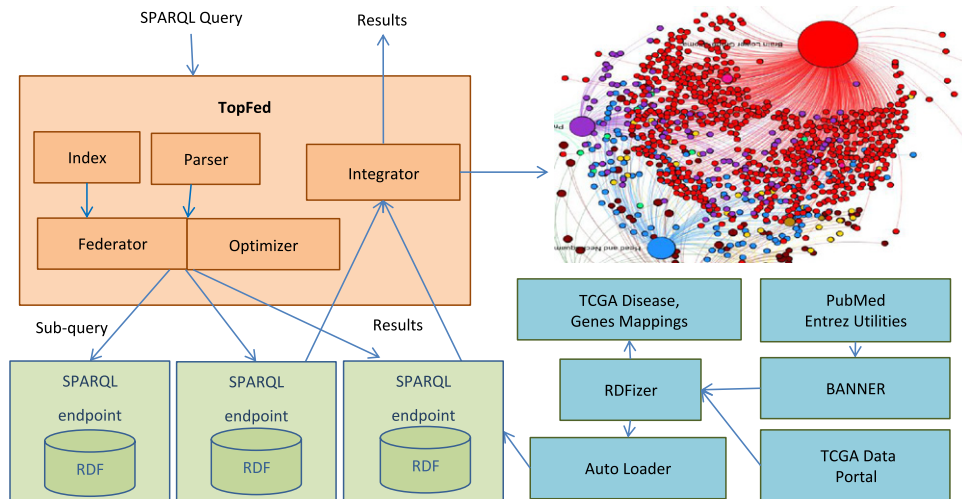 SPARQL Query
Results
TopFed
Index
Parser
Integrator
Federator
Optimizer
Sub-query
Results
SPARQL
endpoint
RDF
SPARQL
endpoint
RDF
SPARQL
endpoint
RDF
TCGA Disease,
Genes Mappings
PubMed
Entrez Utilities
RDFizer
BANNER
Auto Loader
TCGA Data
Portal